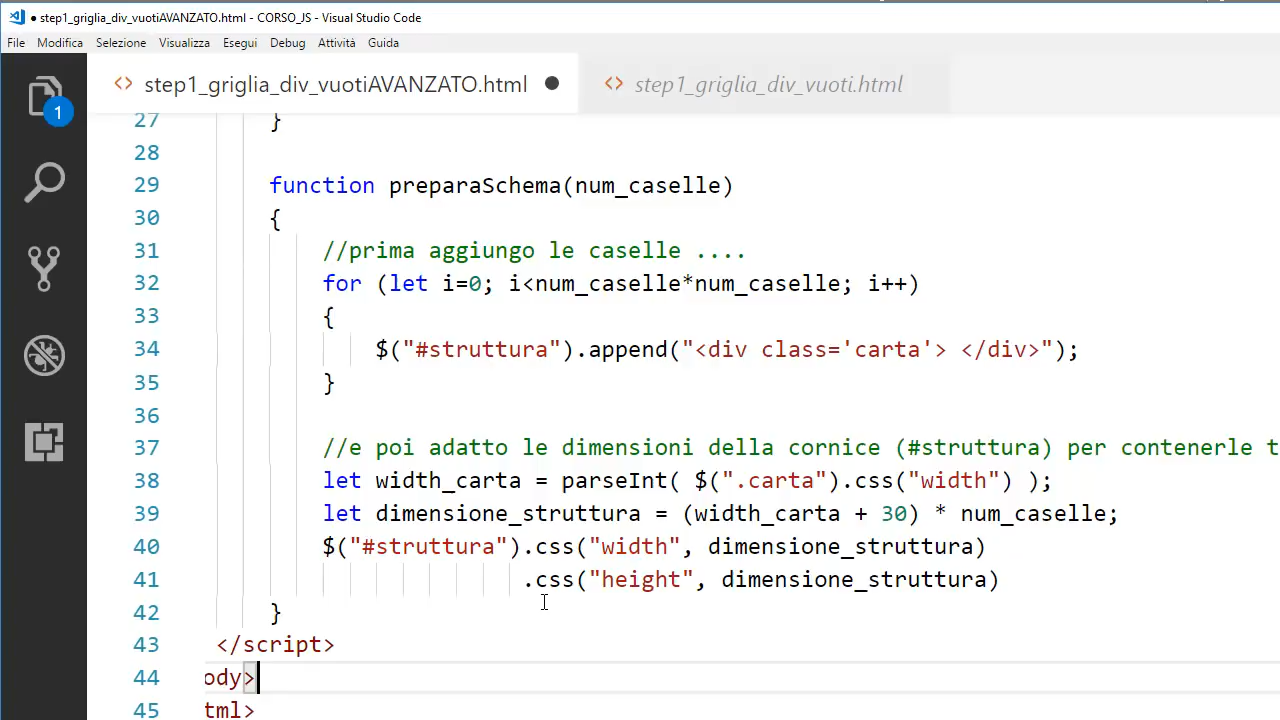 step1_griglia_div_vuotiAVANZATO.html - CORSO_JS - Visual Studio Code
File Modifica Selezione Visualizza Esegui Debug Attività Guida
step1_griglia_div_vuotiAVANZATO.html step1_griglia_div_vuoti.html
1
27 }
28
29 function preparaSchema(num_caselle)
30 {
31 //prima aggiungo le caselle ....
32 for (let i=0; i<num_caselle*num_caselle; i++)
33 {
34 $("#struttura").append("<div class='carta'> </div>");
35 }
36
37 //e poi adatto le dimensioni della cornice (#struttura) per contenerle t
38 let width_carta = parseInt( $(".carta").css("width") );
39 let dimensione_struttura = (width_carta + 30) * num_caselle;
40 $("#struttura").css("width", dimensione_struttura)
41 .css("height", dimensione_struttura)
42 }
43 </script>
44 ody>
45 tml>